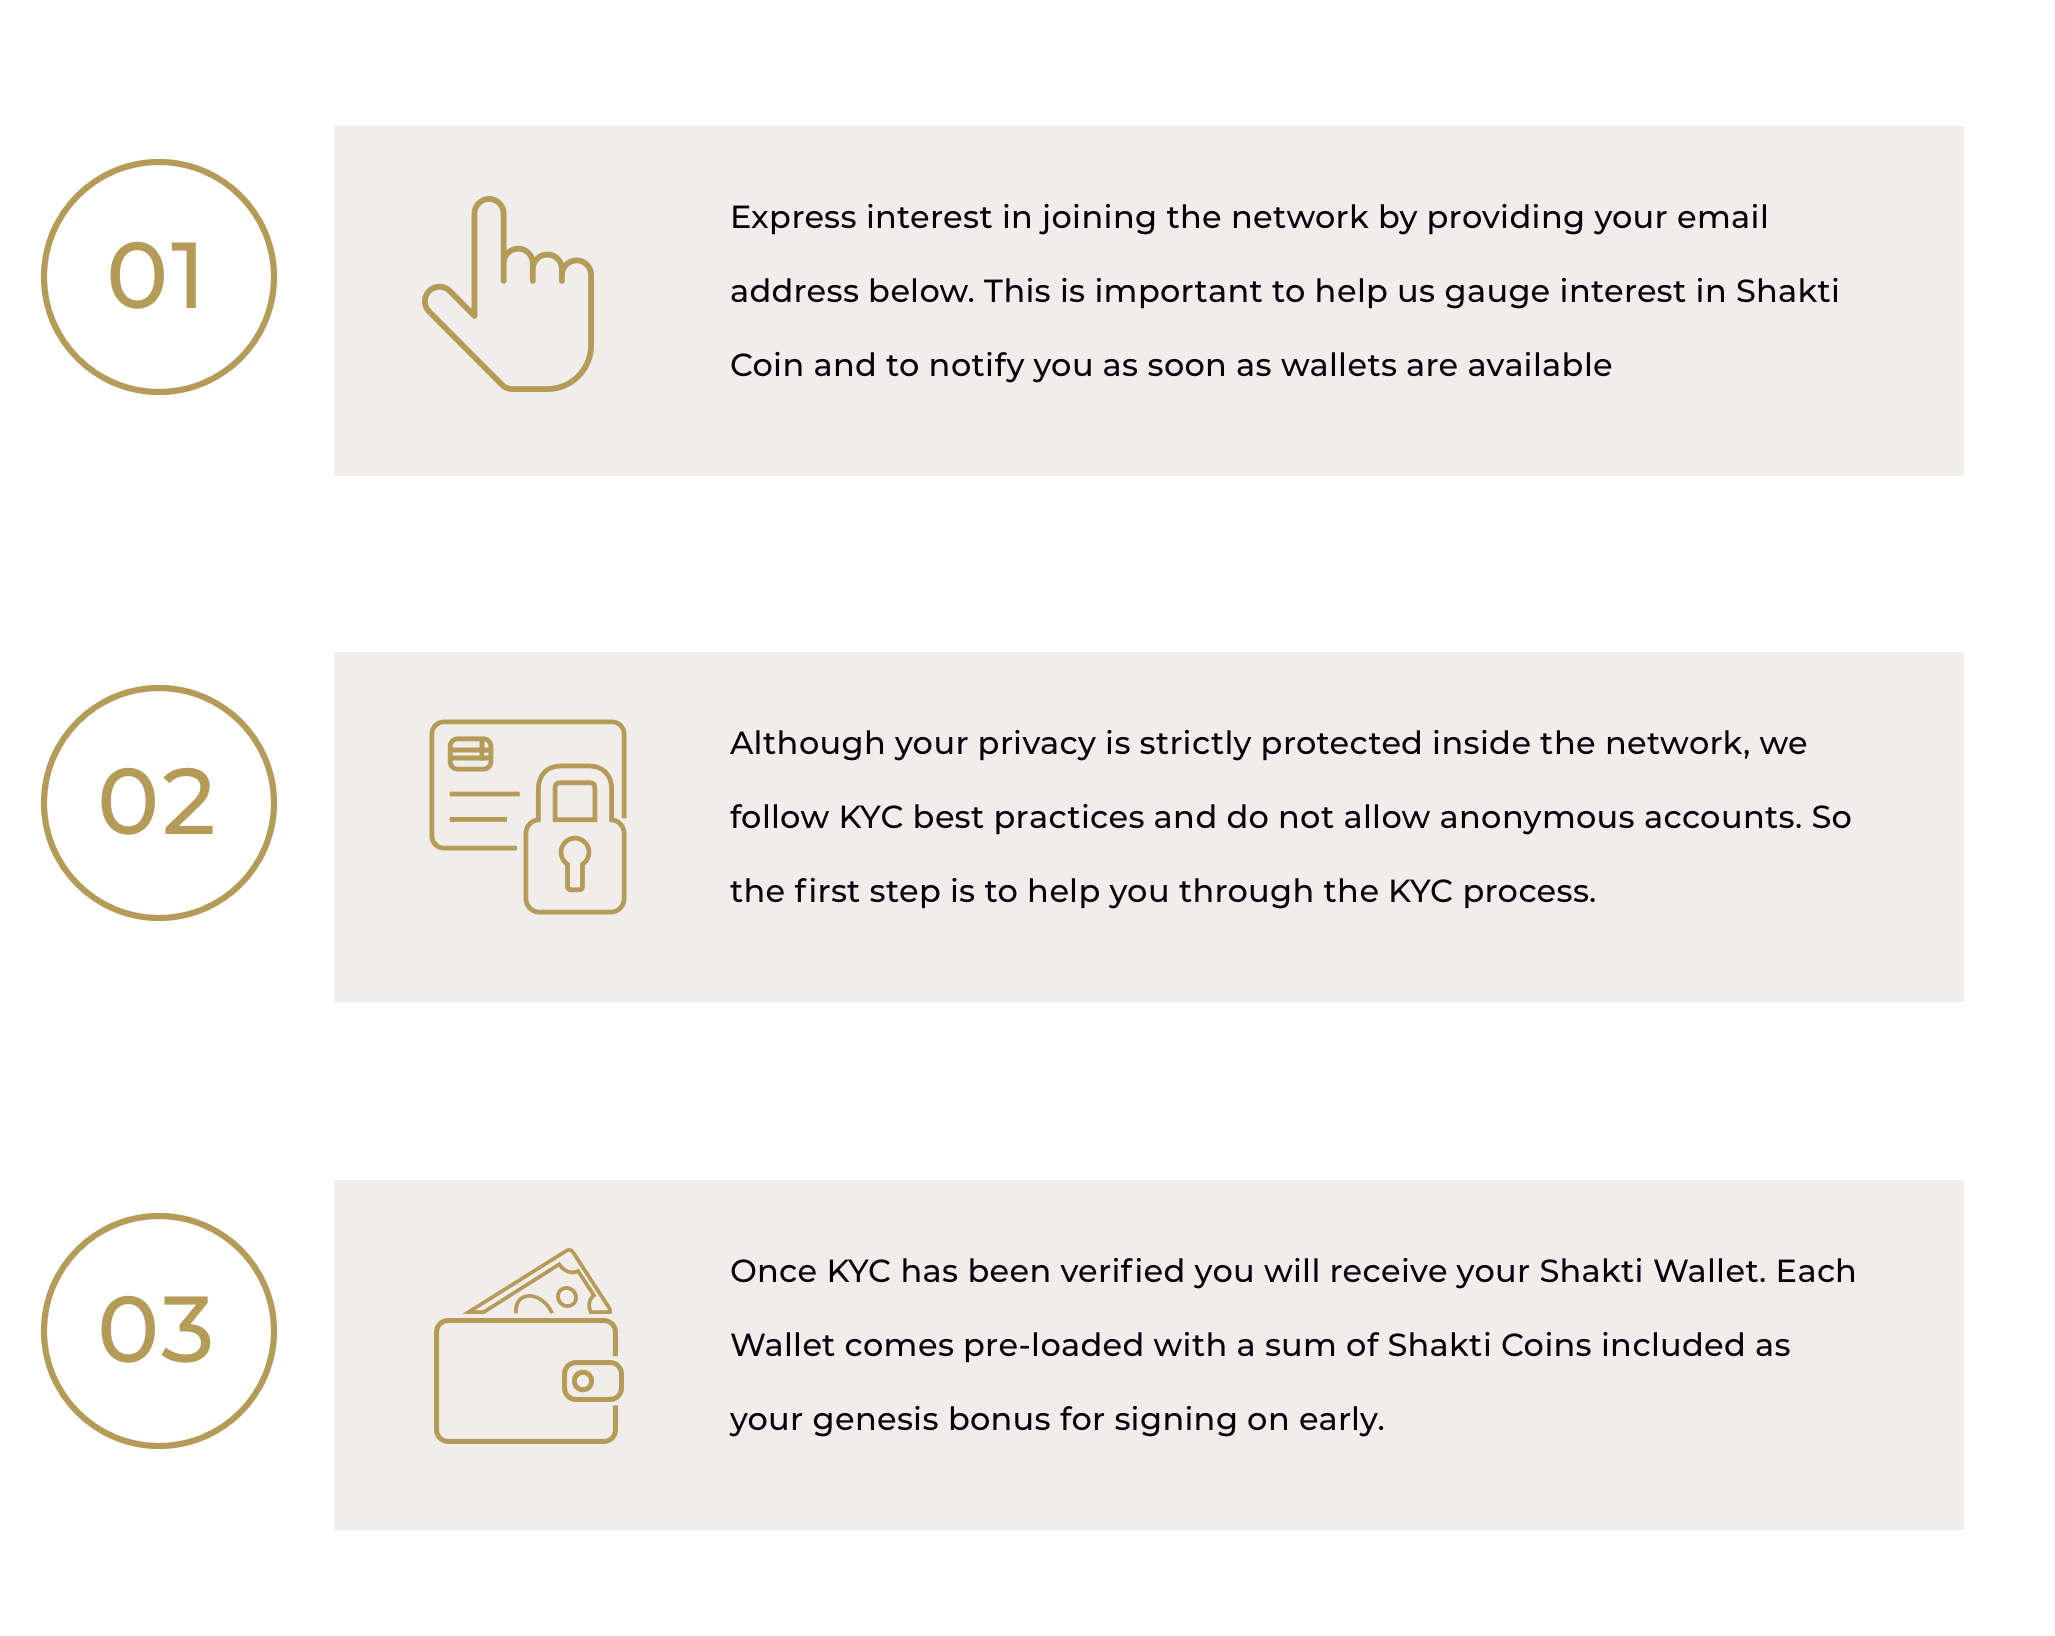 01
Express interest in joining the network by providing your email
address below. This is important to help us gauge interest in Shakti
Coin and to notify you as soon as wallets are available
02
Although your privacy is strictly protected inside the network, we
follow KYC best practices and do not allow anonymous accounts. So
the first step is to help you through the KYC process.
03
Once KYC has been verified you will receive your Shakti Wallet. Each
Wallet comes pre-loaded with a sum of Shakti Coins included as
your genesis bonus for signing on early.